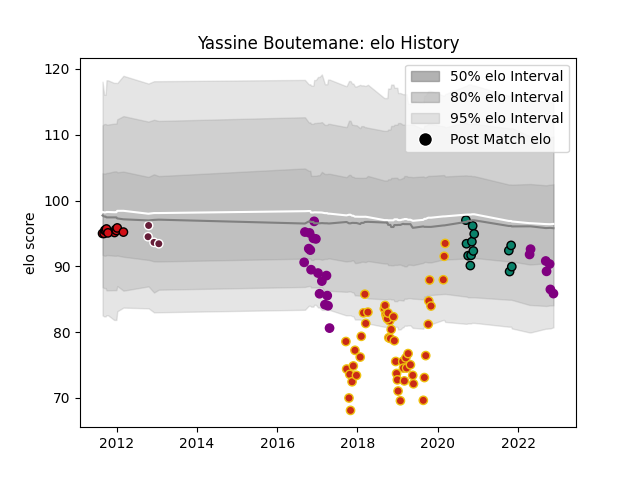 Yassine Boutemane: elo History
50% elo Interval
80% elo Interval
95% elo Interval
Post Match elo
elo score
120
110
100
90
80
70
2012
2014
2016
2018
2020
2022